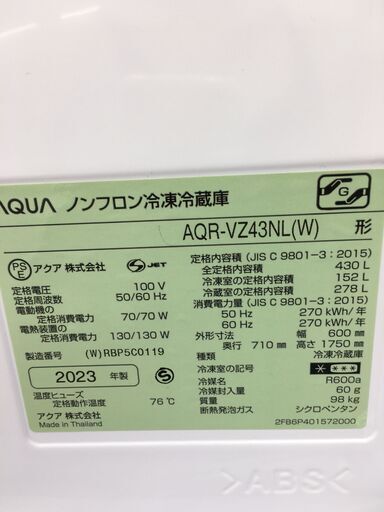 AQUA ノンフロン冷凍冷蔵庫
G
AQR-VZ43NL(W) 形
PS E アクア 株式会社 JET
定格電圧 100 V
定格周波数 50/60 Hz
電動機の
定格消費電力 70/70 W
電熱装置の
定格消費電力 130/130 W
製造番号 (W)RBP5C0119
2023 年製
温度ヒューズ
定格動作温度 76℃
アクア 株式会社
Made in Thailand
定格内容積 (JIS C 9801-3 : 2015)
全定格内容積 430 L
冷凍室の定格内容積 152 L
冷蔵室の定格内容積 278 L
消費電力量 (JIS C 9801-3 : 2015)
50 Hz 270 kWh/年
60 Hz 270 kWh/年
外形寸法 幅 600 mm
奥行 710 mm 高さ 1750 mm
種類 冷凍冷蔵庫
冷凍室の記号 ****
冷媒名 R600a
冷媒封入量 60 g
質量 98 kg
断熱発泡ガス シクロペンタン
2FB6P401572000
>ABS<